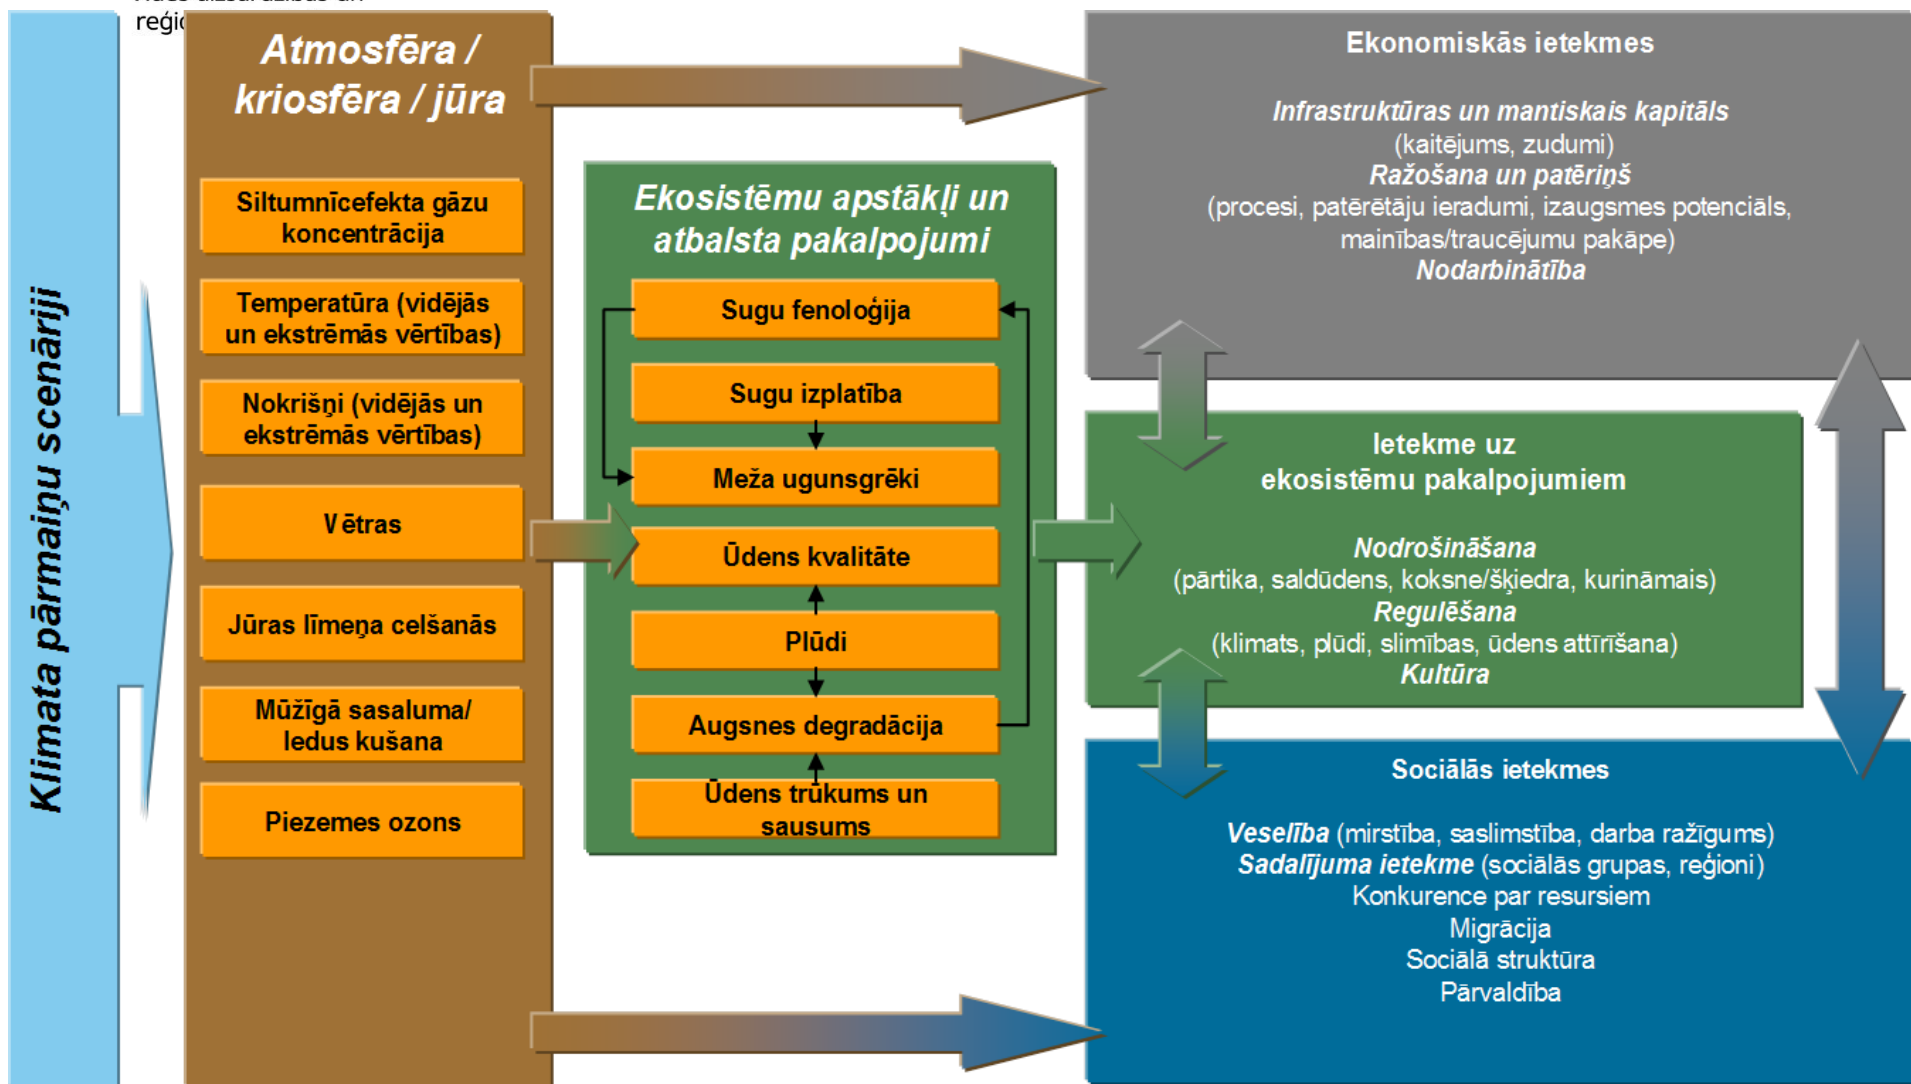 Klimata pārmaiņu scenāriji
Atmosfēra /
kriosfēra / jūra
Siltumnīcefekta gāzu
koncentrācija
Temperatūra (vidējās
un ekstrēmās vērtības)
Nokrišņi (vidējās un
ekstrēmās vērtības)
Vētras
Jūras līmeņa celšanās
Mūžīgā sasaluma/
ledus kušana
Piezemes ozons
Ekosistēmu apstākļi un
atbalsta pakalpojumi
Sugu fenoloģija
Sugu izplatība
Meža ugunsgrēki
Ūdens kvalitāte
Plūdi
Augsnes degradācija
Ūdens trūkums un
sausums
Ekonomiskās ietekmes
Infrastruktūras un mantiskais kapitāls
(kaitējums, zudumi)
Ražošana un patēriņš
(procesi, patērētāju ieradumi, izaugsmes potenciāls,
mainības/traucējumu pakāpe)
Nodarbinātība
Ietekme uz
ekosistēmu pakalpojumiem
Nodrošināšana
(pārtika, saldūdens, koksne/šķiedra, kurināmais)
Regulēšana
(klimats, plūdi, slimības, ūdens attīrīšana)
Kultūra
Sociālās ietekmes
Veselība (mirstība, saslimstība, darba ražīgums)
Sadalījuma ietekme (sociālās grupas, reģioni)
Konkurence par resursiem
Migrācija
Sociālā struktūra
Pārvaldība